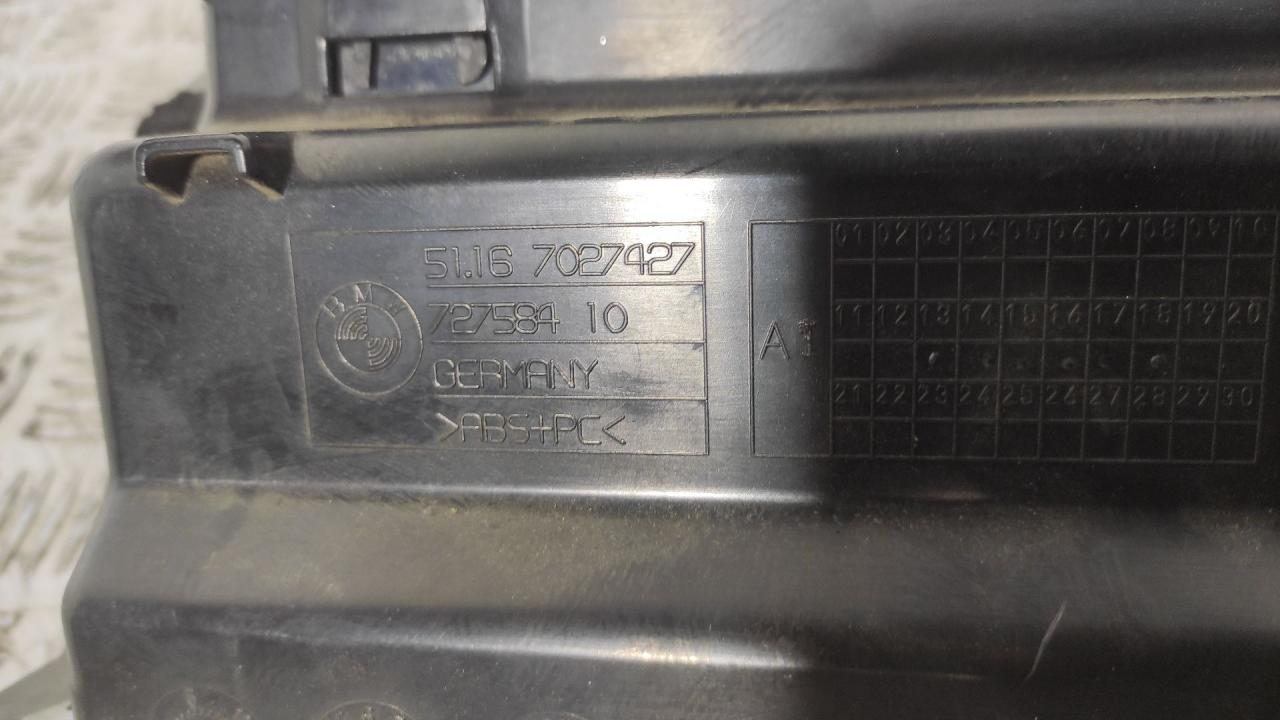 51.16 7027427
BMW
727584 10
GERMANY
>ABS+PC<
01 02 03 04 05 06 07 08 09 10
11 12 13 14 15 16 17 18 19 20
21 22 23 24 25 26 27 28 29 30